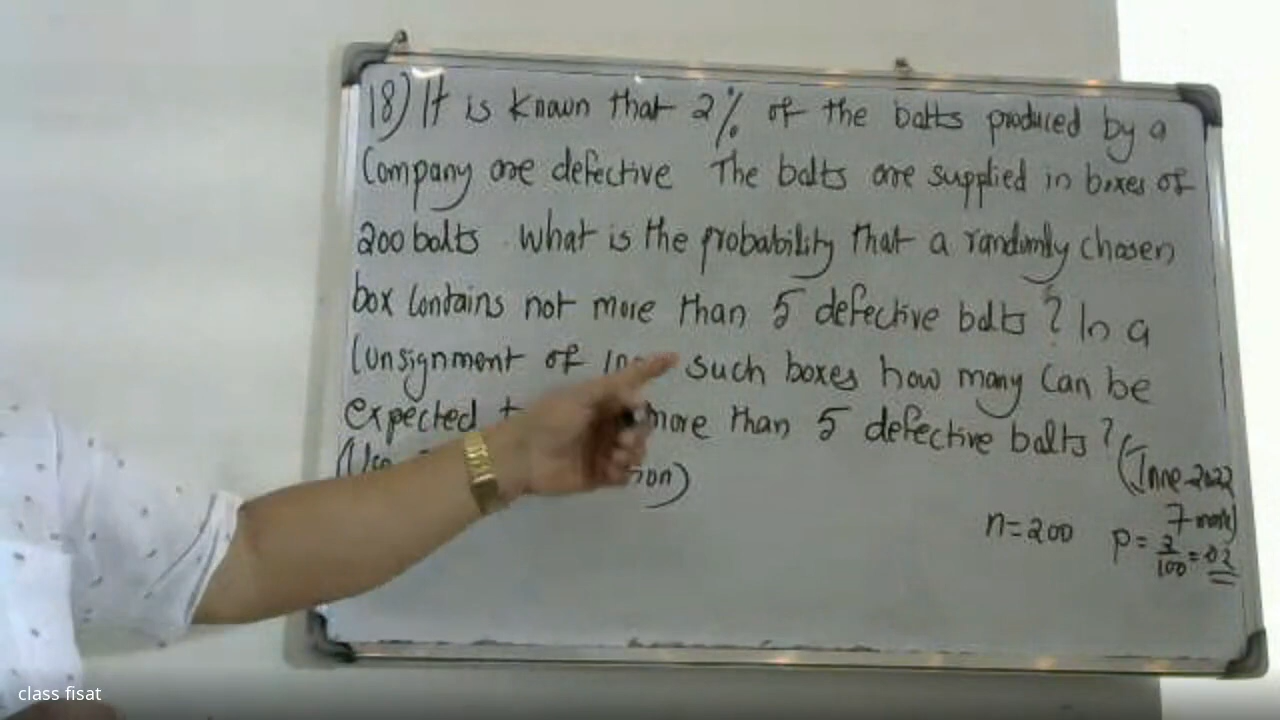 18) It is known that 2% of the bolts produced by a
Company are defective The bolts are supplied in boxes of
200 bolts. What is the probability that a randomly chosen
box contains not more than 5 defective bolts? In a
Consignment of such boxes how many can be
expected more than 5 defective bolts? (June-2022
7 mark)
n=200 p=2/100=.02
class fisat